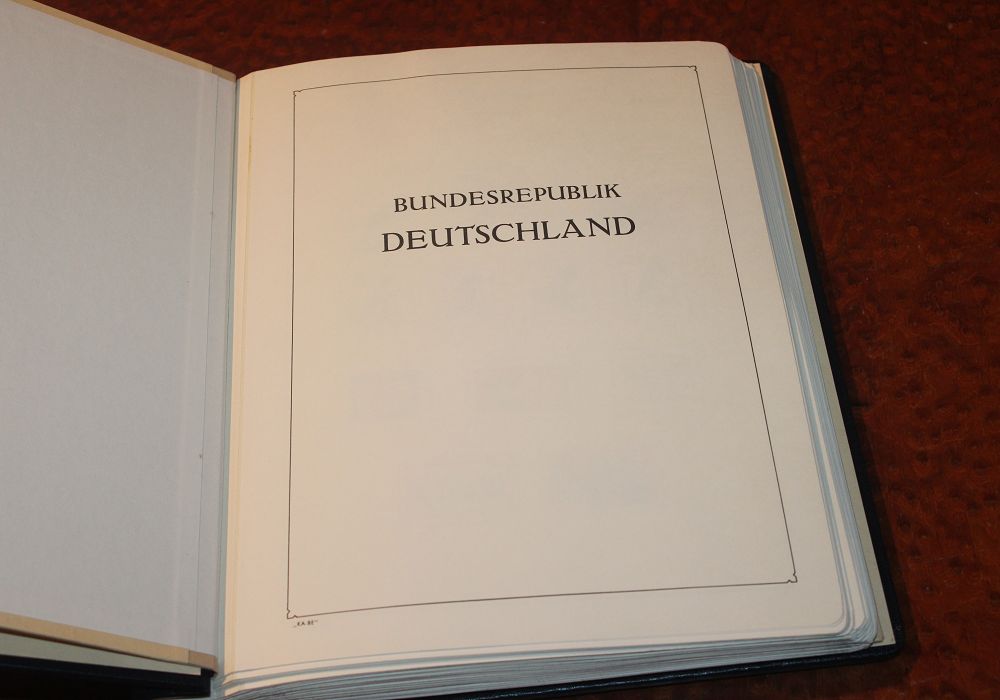 BUNDESREPUBLIK
DEUTSCHLAND
„KA-BE“